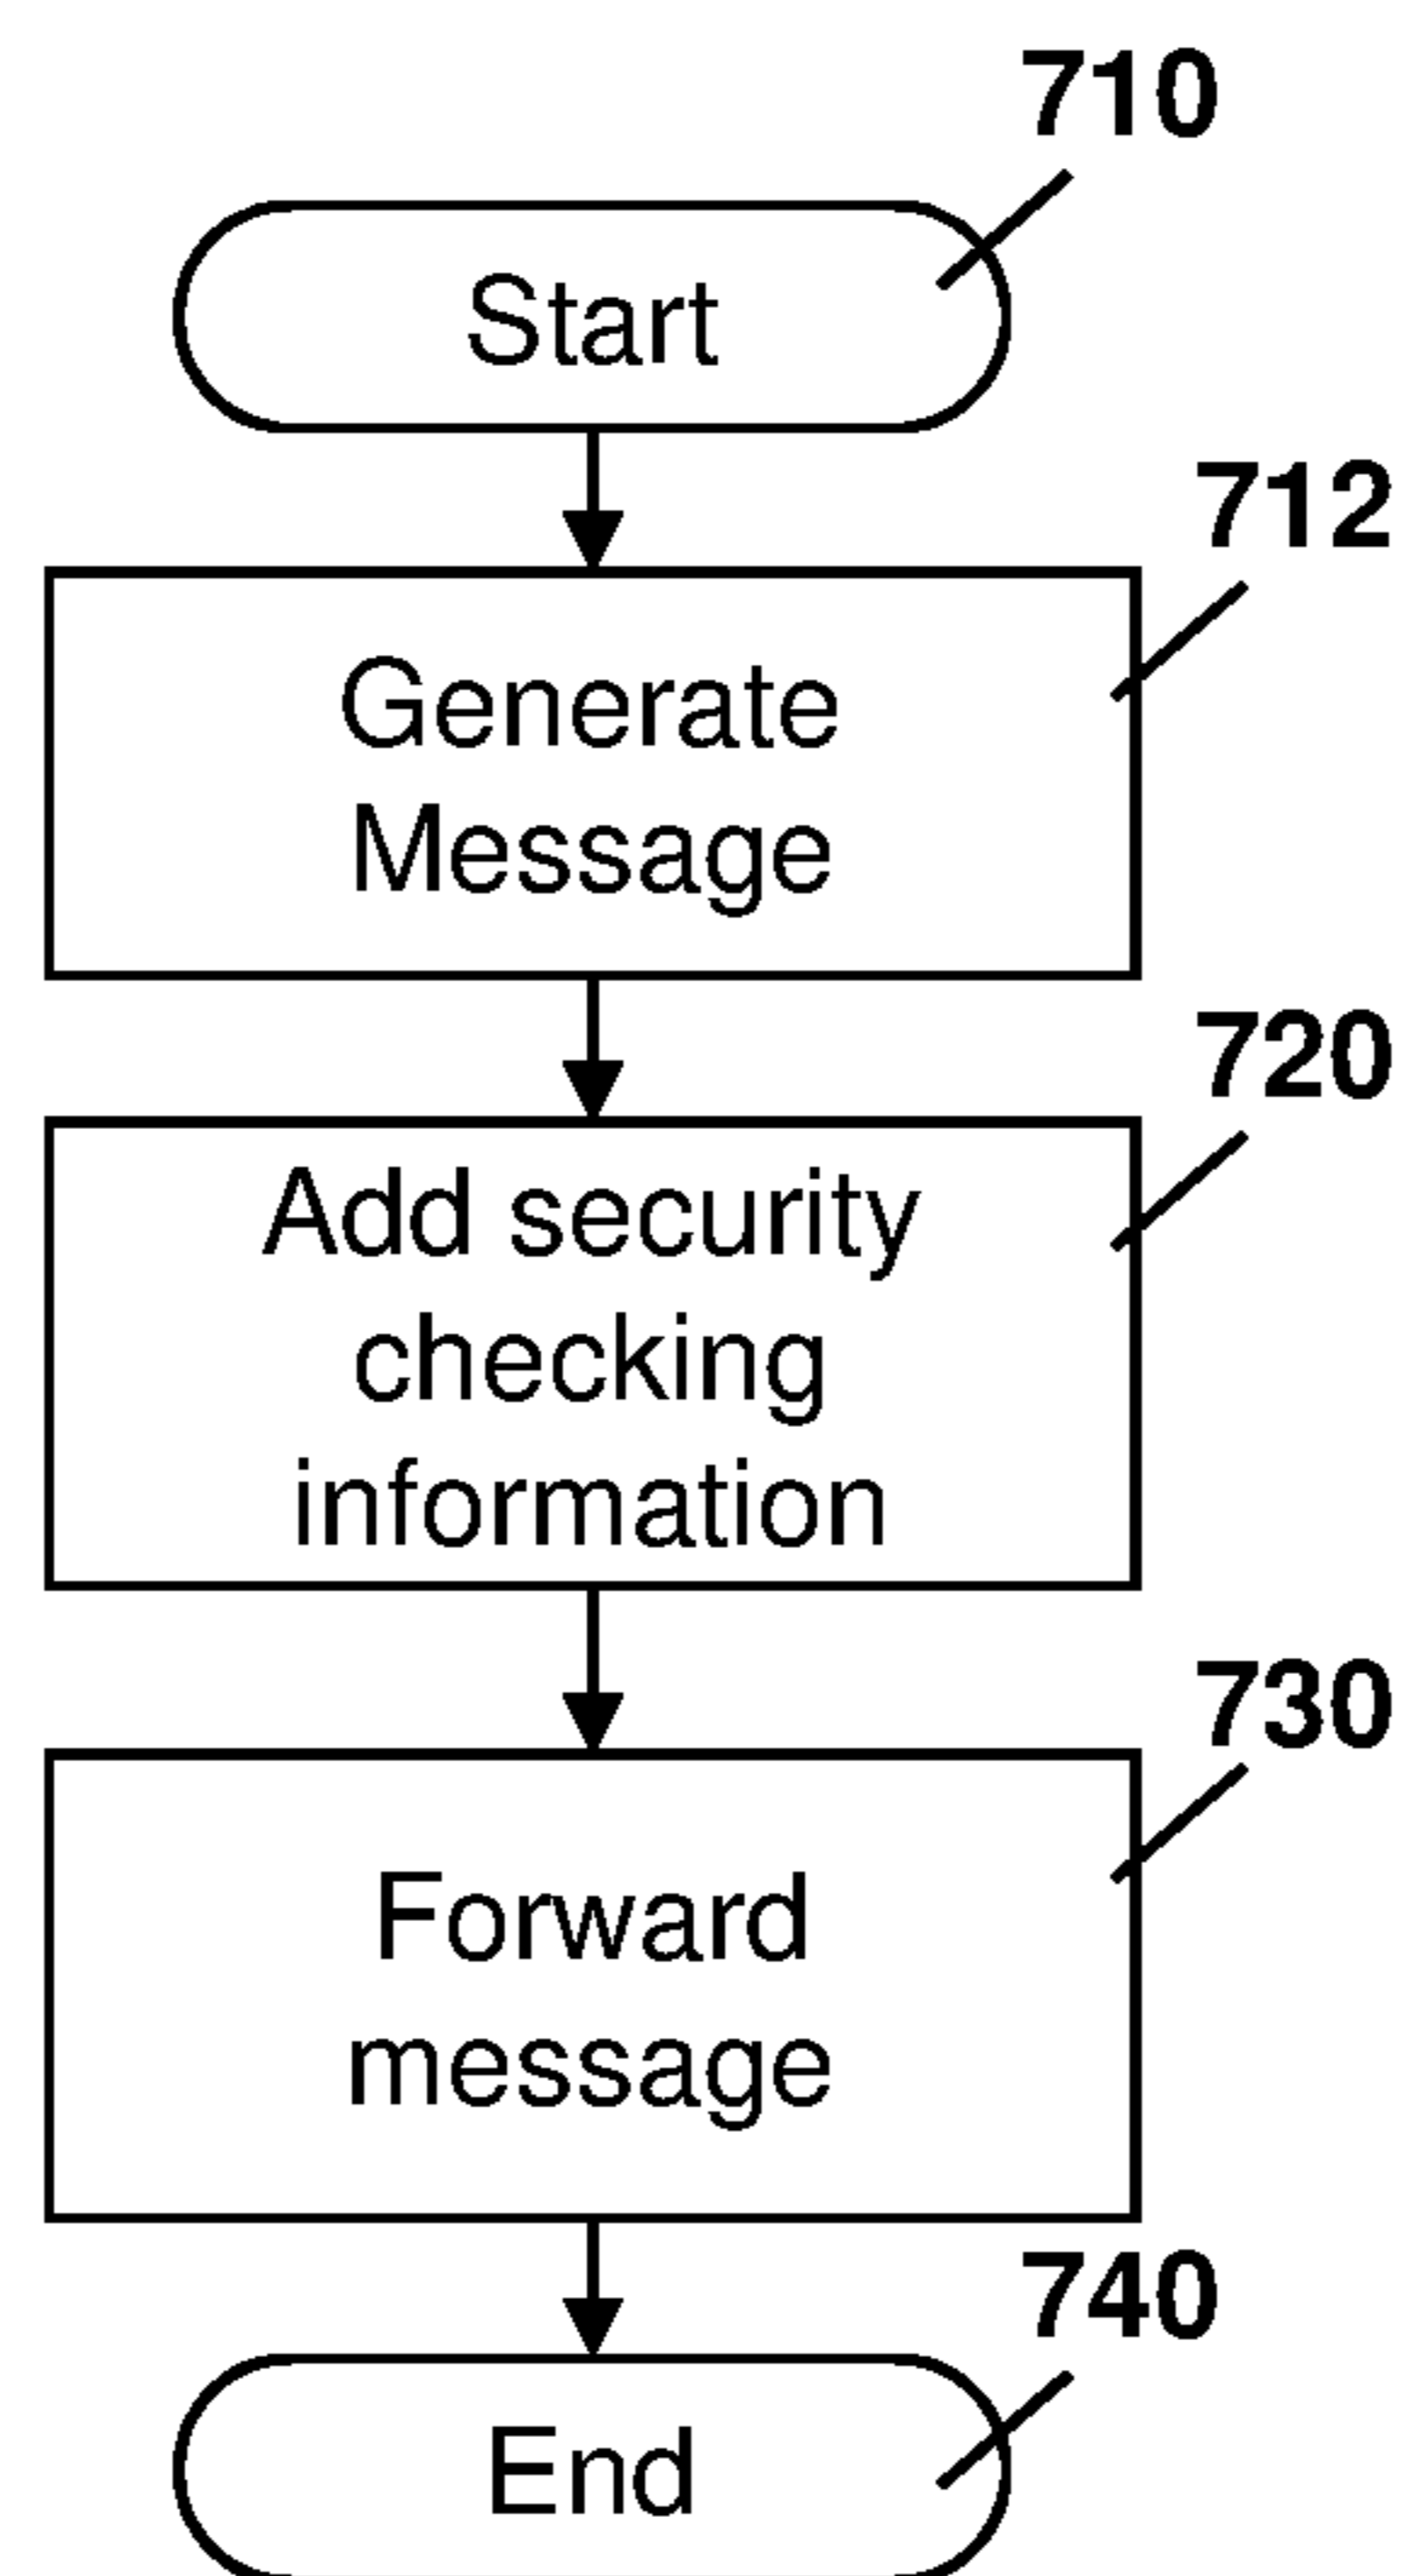 710
Start
712
Generate
Message
720
Add security
checking
information
730
Forward
message
740
End